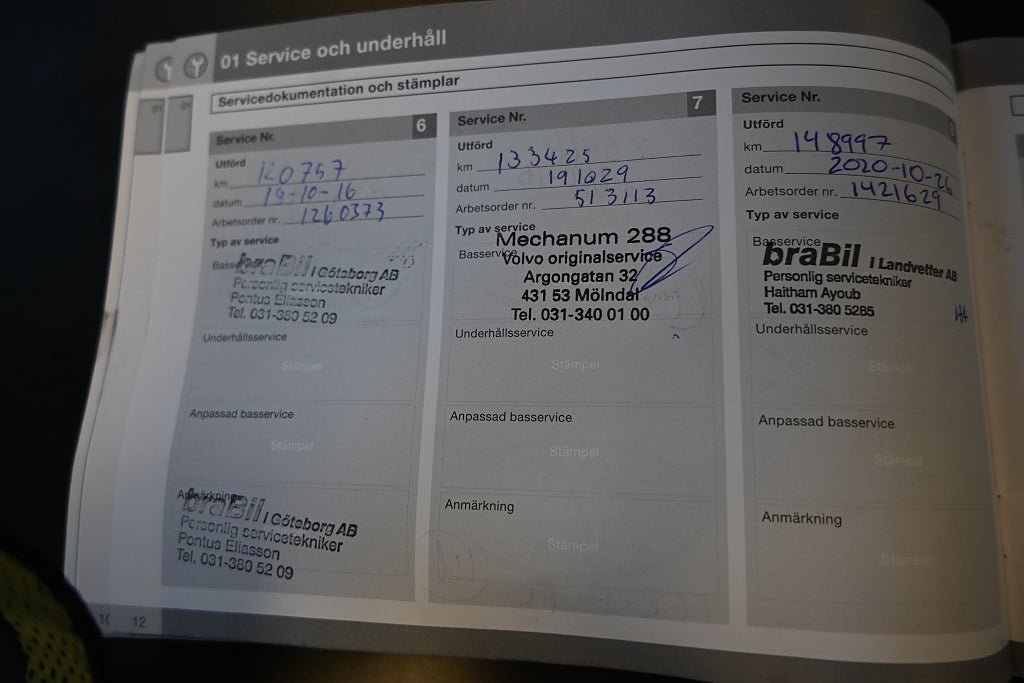 01 Service och underhåll
01 01
Servicedokumentation och stämplar
Service Nr. 6
Utförd
km 120757
datum 18-10-16
Arbetsorder nr. 1260373
Typ av service
Basservice
braBil i Göteborg AB
Personlig servicetekniker
Pontus Eliasson
Tel. 031-380 52 09
Underhållsservice
Stämpel
Anpassad basservice
Stämpel
Anmärkning
braBil i Göteborg AB
Personlig servicetekniker
Pontus Eliasson
Tel. 031-380 52 09
Service Nr. 7
Utförd
km 133425
datum 191029
Arbetsorder nr. 513113
Typ av service
Mechanum 288
Basservice
Volvo originalservice
Argongatan 32
431 53 Mölndal
Tel. 031-340 01 00
Underhållsservice
Stämpel
Anpassad basservice
Stämpel
Anmärkning
Stämpel
Service Nr.
Utförd
km 148997
datum 2020-10-26
Arbetsorder nr. 1421629
Typ av service
Basservice
braBil i Landvetter AB
Personlig servicetekniker
Haitham Ayoub
Tel. 031-380 5285
HA
Underhållsservice
Stämpel
Anpassad basservice
Stämpel
Anmärkning
Stämpel
10 12